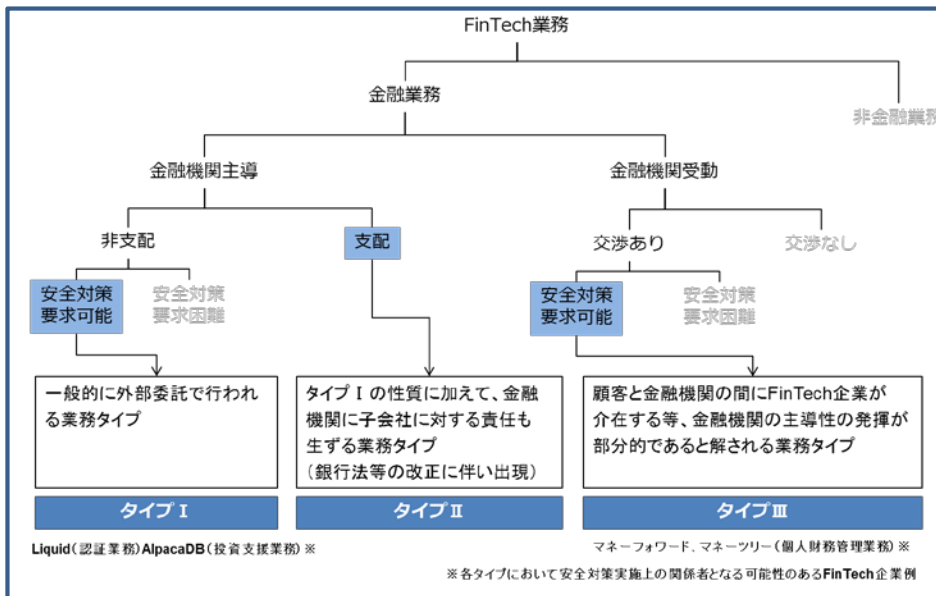 FinTech業務
金融業務
非金融業務
金融機関主導
金融機関受動
非支配
支配
交渉あり
交渉なし
安全対策
要求可能
安全対策
要求困難
安全対策
要求可能
安全対策
要求困難
一般的に外部委託で行われ
る業務タイプ
タイプⅠの性質に加えて、金融
機関に子会社に対する責任も
生ずる業務タイプ
（銀行法等の改正に伴い出現）
顧客と金融機関の間にFinTech企業が
介在する等、金融機関の主導性の発揮が
部分的であると解される業務タイプ
タイプⅠ
タイプⅡ
タイプⅢ
Liquid（認証業務）AlpacaDB（投資支援業務）※
マネーフォワード、マネーツリー（個人財務管理業務）※
※各タイプにおいて安全対策実施上の関係者となる可能性のあるFinTech企業例